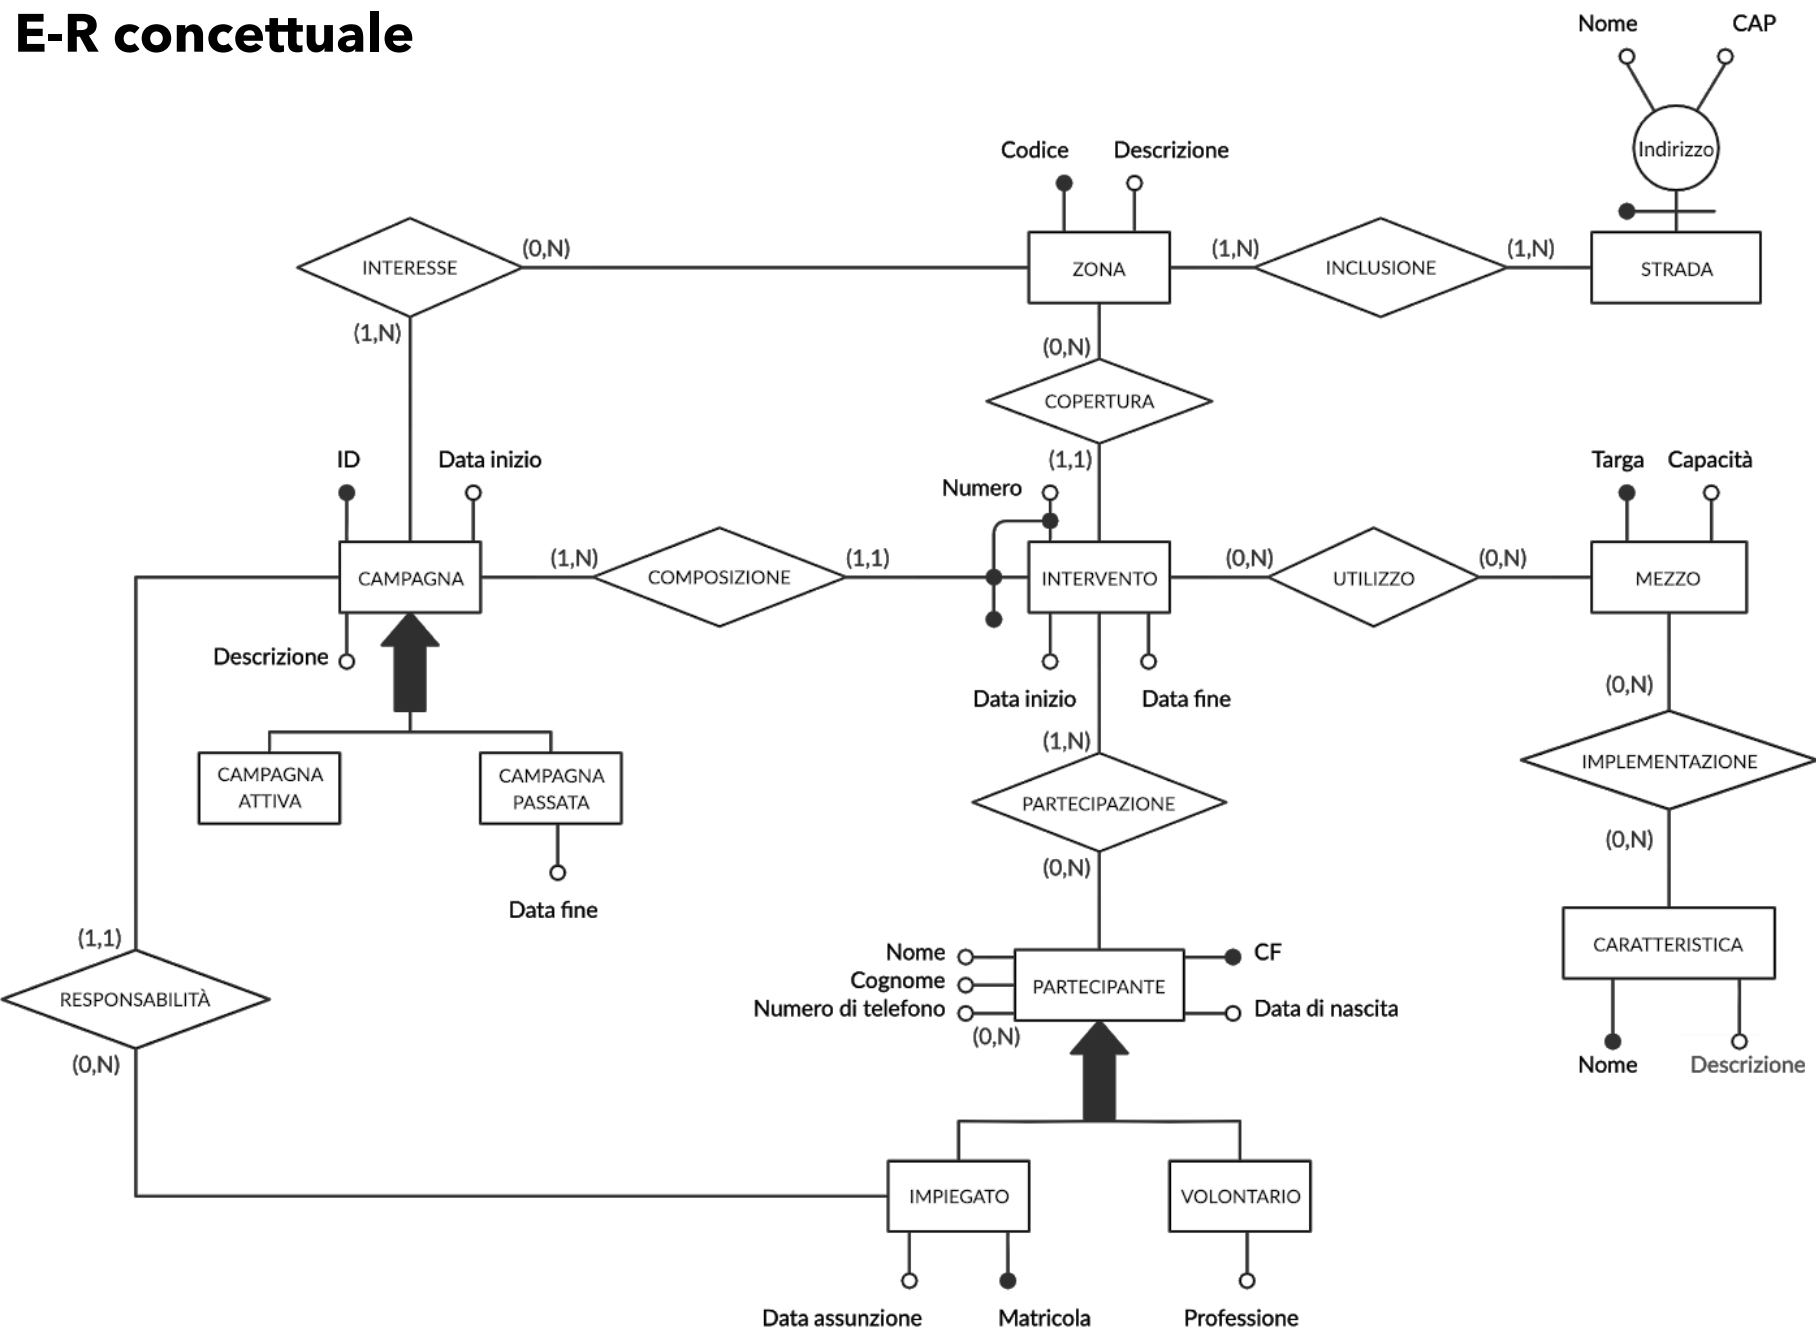 E-R concettuale
Nome
CAP
Indirizzo
Codice
Descrizione
INTERESSE
(0,N)
ZONA
(1,N)
INCLUSIONE
(1,N)
STRADA
(1,N)
(0,N)
COPERTURA
(1,1)
ID
Data inizio
Numero
Targa
Capacità
CAMPAGNA
(1,N)
COMPOSIZIONE
(1,1)
INTERVENTO
(0,N)
UTILIZZO
(0,N)
MEZZO
Descrizione
Data inizio
Data fine
(0,N)
(1,N)
CAMPAGNA
ATTIVA
CAMPAGNA
PASSATA
PARTECIPAZIONE
IMPLEMENTAZIONE
(0,N)
(0,N)
Data fine
(1,1)
RESPONSABILITÀ
(0,N)
Nome
Cognome
Numero di telefono
(0,N)
PARTECIPANTE
CF
Data di nascita
CARATTERISTICA
Nome
Descrizione
IMPIEGATO
VOLONTARIO
Data assunzione
Matricola
Professione